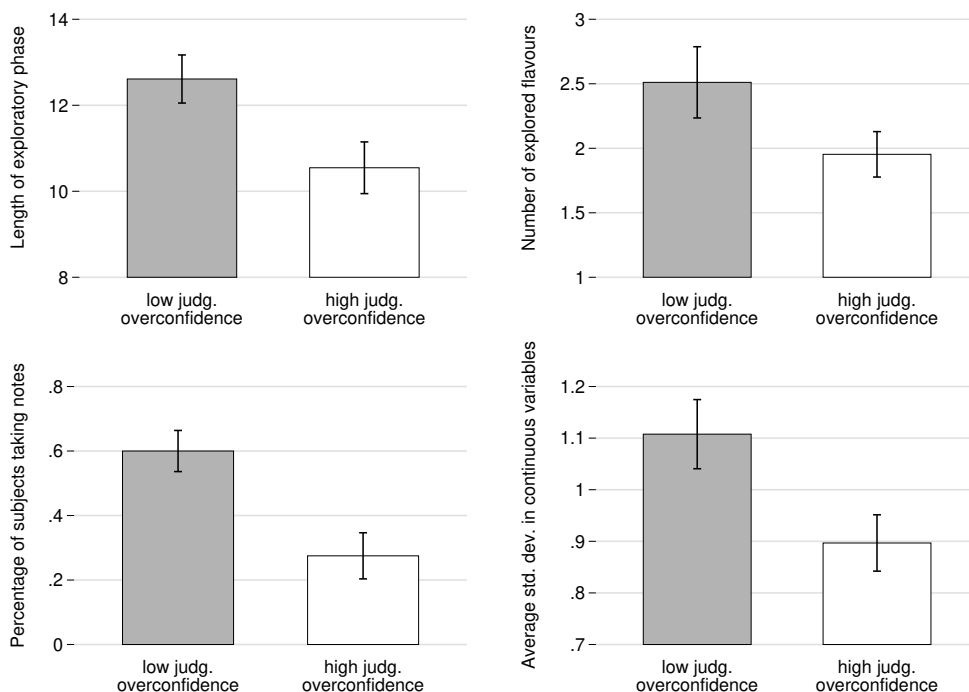 Length of exploratory phase
14
12
10
8
low judg.
overconfidence
high judg.
overconfidence
Number of explored flavours
3
2.5
2
1.5
1
low judg.
overconfidence
high judg.
overconfidence
Percentage of subjects taking notes
.8
.6
.4
.2
0
low judg.
overconfidence
high judg.
overconfidence
Average std. dev. in continuous variables
1.2
1.1
1
.9
.8
.7
low judg.
overconfidence
high judg.
overconfidence